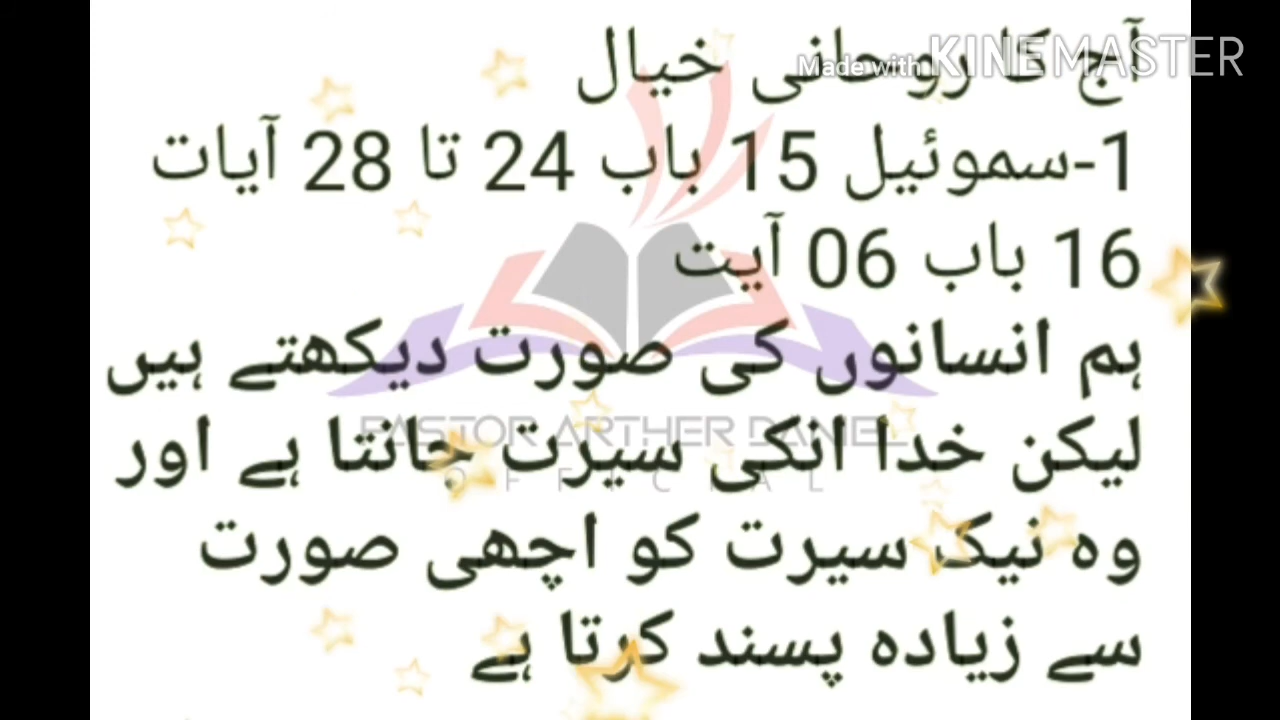 آج کا روحانی خیال
Made with KINEMASTER
1-سموئیل 15 باب 24 تا 28 آیات
16 باب 06 آیت
ہم انسانوں کی صورت دیکھتے ہیں
لیکن خدا انکی سیرت جانتا ہے اور
PASTOR ARTHER DANIEL
OFFICIAL
وہ نیک سیرت کو اچھی صورت
سے زیادہ پسند کرتا ہے